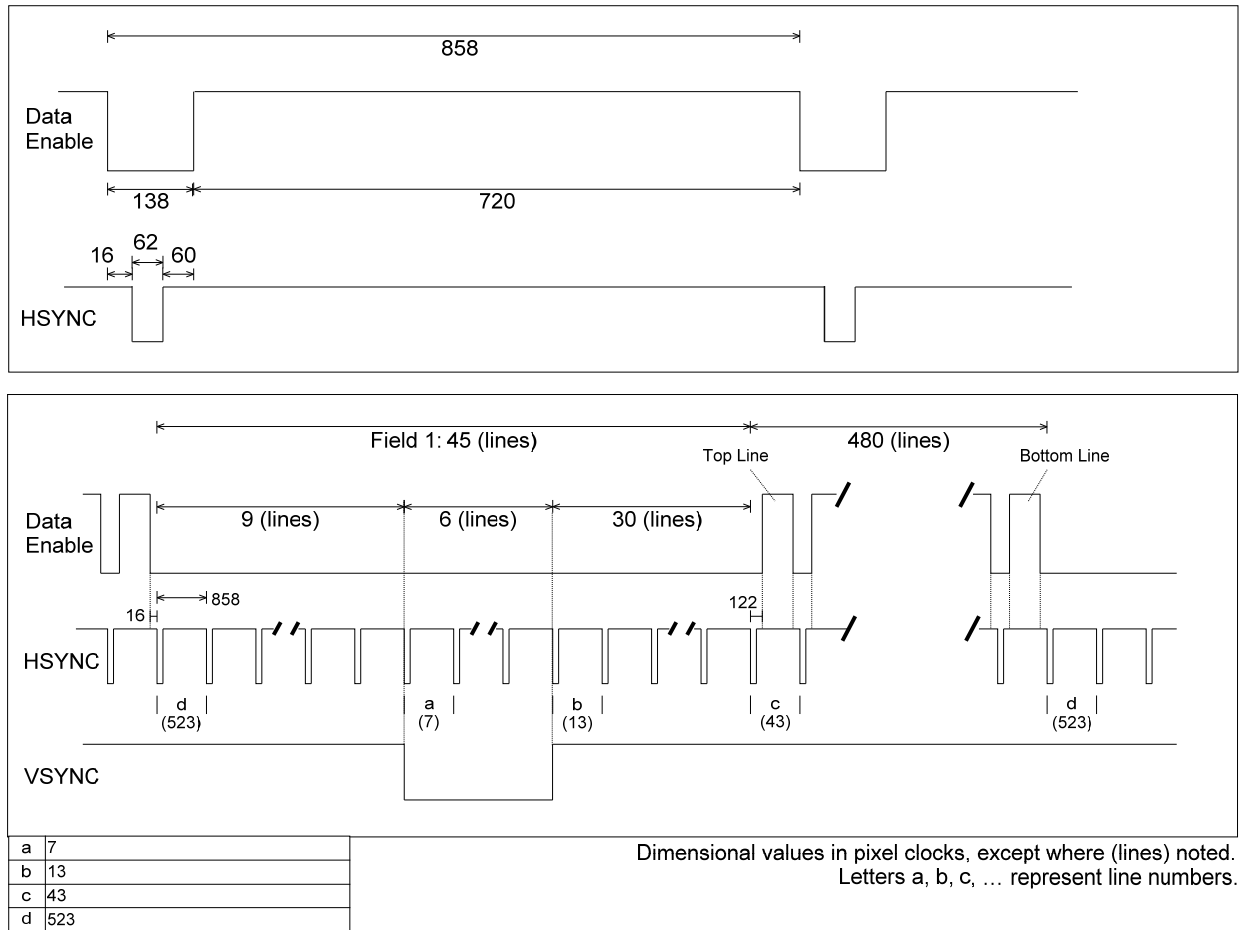 858
Data
Enable
138
720
62
16
60
HSYNC
Field 1: 45 (lines)
480 (lines)
Top Line
Bottom Line
9 (lines)
6 (lines)
30 (lines)
Data
Enable
16
858
122
HSYNC
d
(523)
a
(7)
b
(13)
c
(43)
d
(523)
VSYNC
a 7
b 13
c 43
d 523
Dimensional values in pixel clocks, except where (lines) noted.
Letters a, b, c, … represent line numbers.